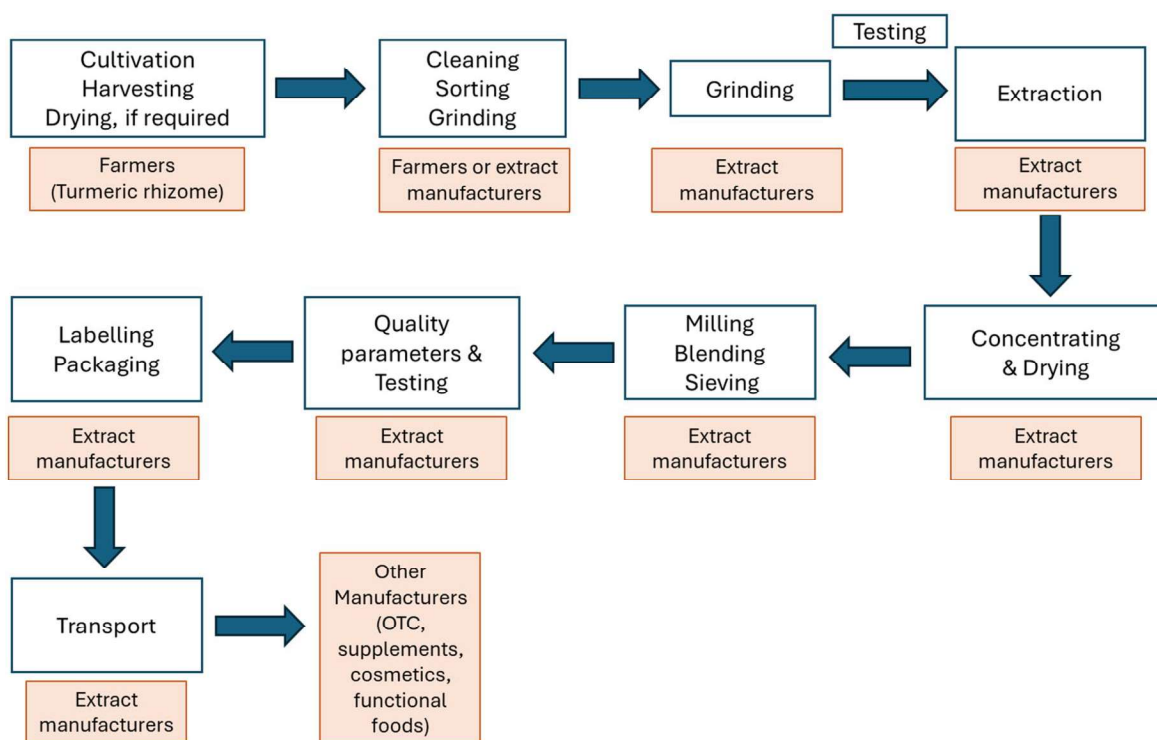 Cultivation
Harvesting
Drying, if required
Farmers
(Turmeric rhizome)
Cleaning
Sorting
Grinding
Farmers or extract
manufacturers
Grinding
Extract
manufacturers
Testing
Extraction
Extract
manufacturers
Concentrating
& Drying
Extract
manufacturers
Milling
Blending
Sieving
Extract
manufacturers
Quality
parameters &
Testing
Extract
manufacturers
Labelling
Packaging
Extract
manufacturers
Transport
Extract
manufacturers
Other
Manufacturers
(OTC,
supplements,
cosmetics,
functional
foods)